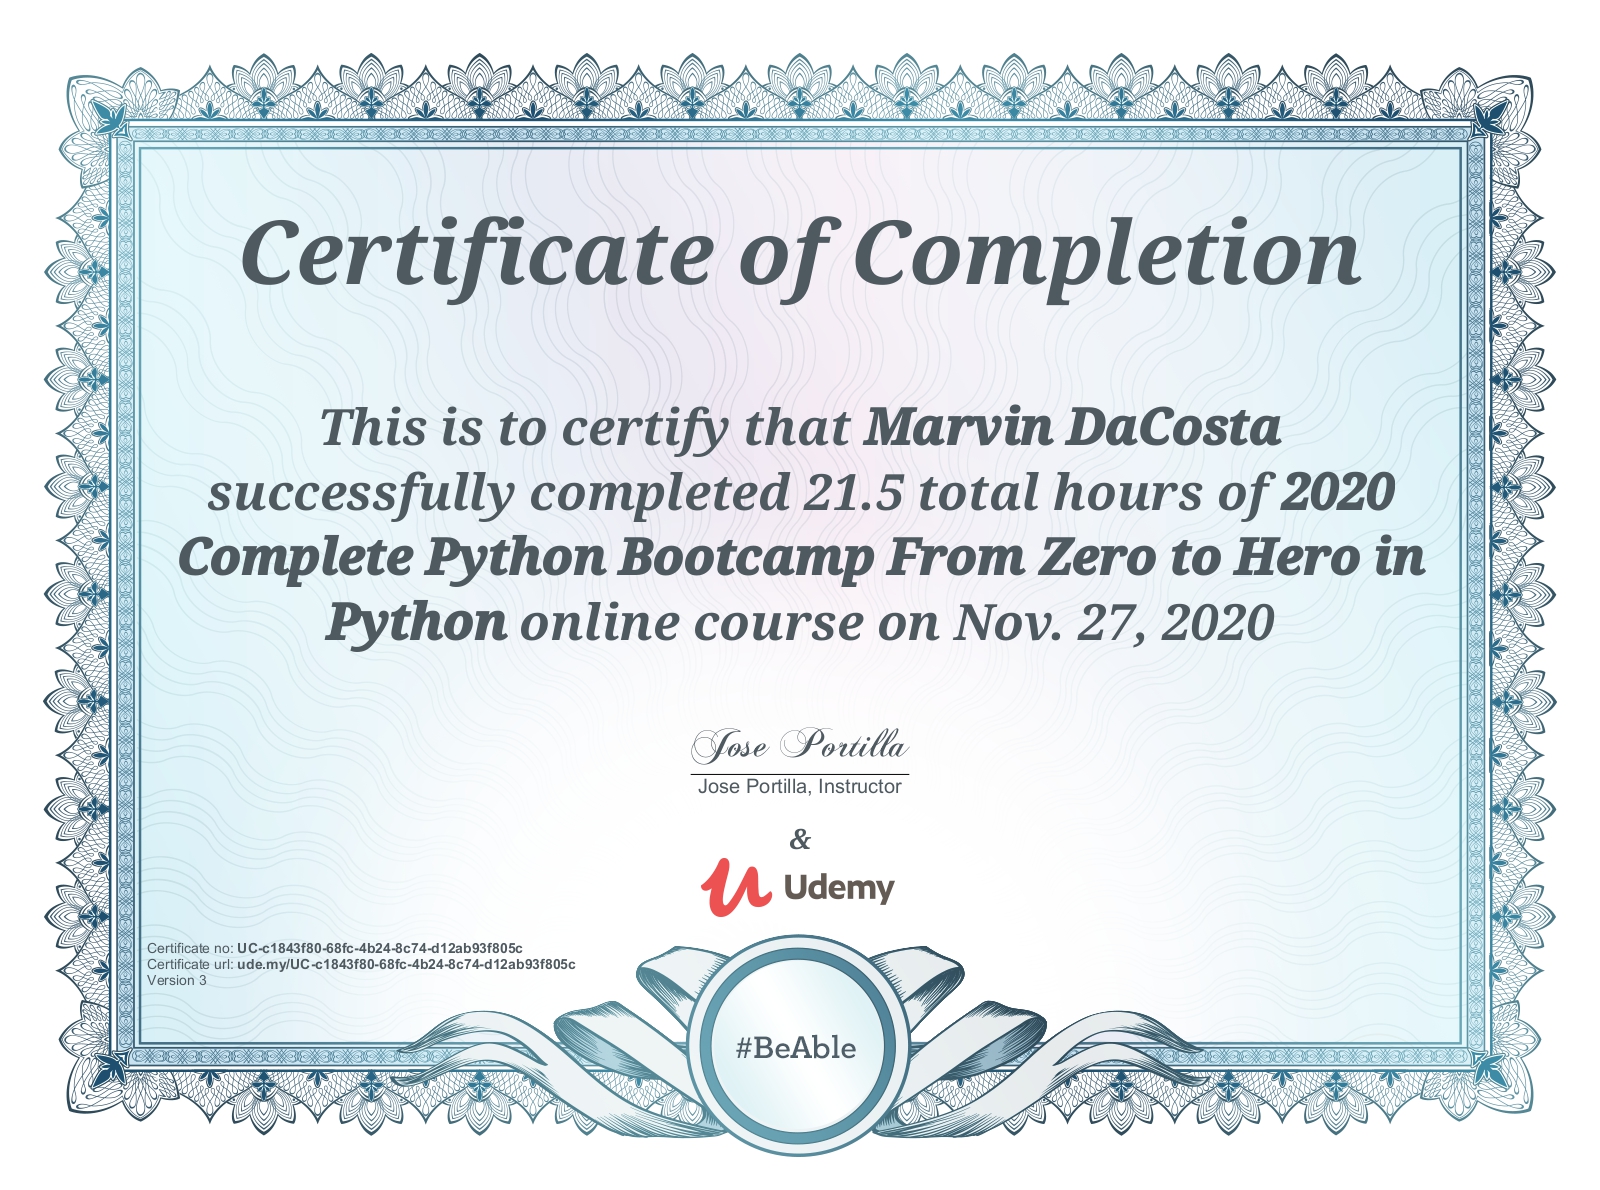 Certificate of Completion
This is to certify that Marvin DaCosta
successfully completed 21.5 total hours of 2020
Complete Python Bootcamp From Zero to Hero in
Python online course on Nov. 27, 2020
Jose Portilla
Jose Portilla, Instructor
&
Udemy
Certificate no: UC-c1843f80-68fc-4b24-8c74-d12ab93f805c
Certificate url: ude.my/UC-c1843f80-68fc-4b24-8c74-d12ab93f805c
Version 3
#BeAble